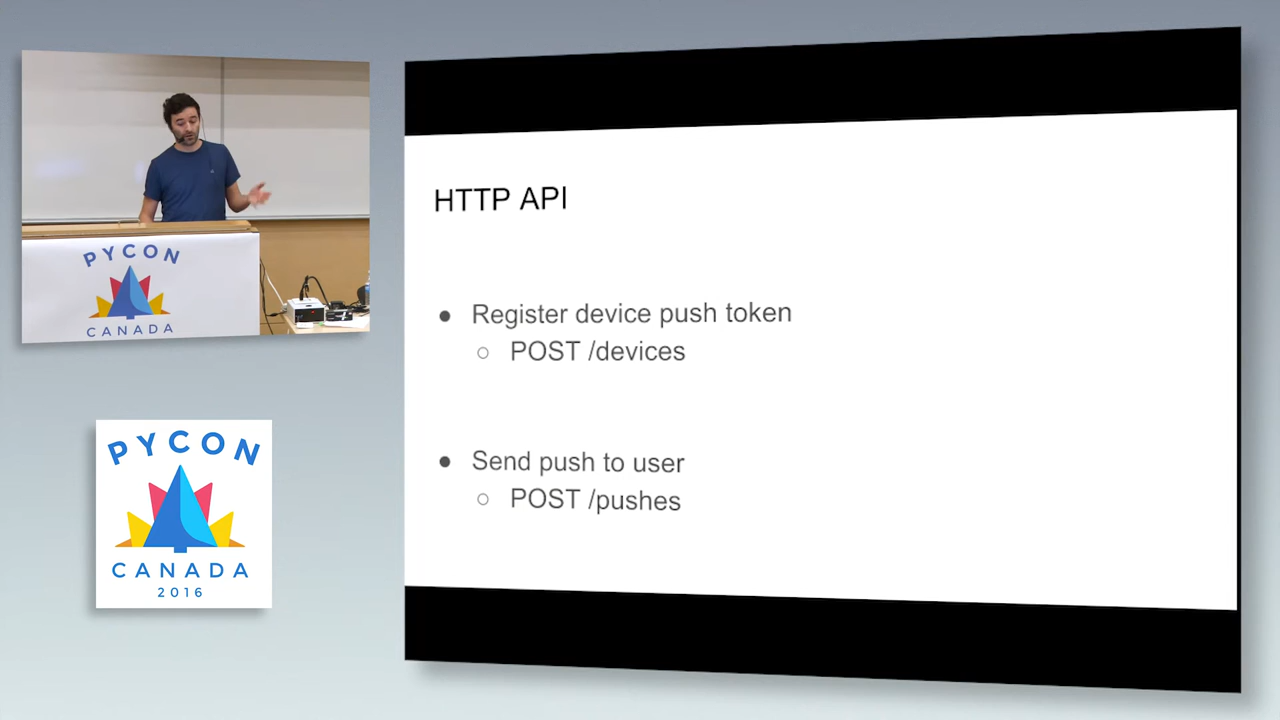 PYCON
CANADA
PYCON
CANADA
2016
HTTP API
● Register device push token
○ POST /devices
● Send push to user
○ POST /pushes